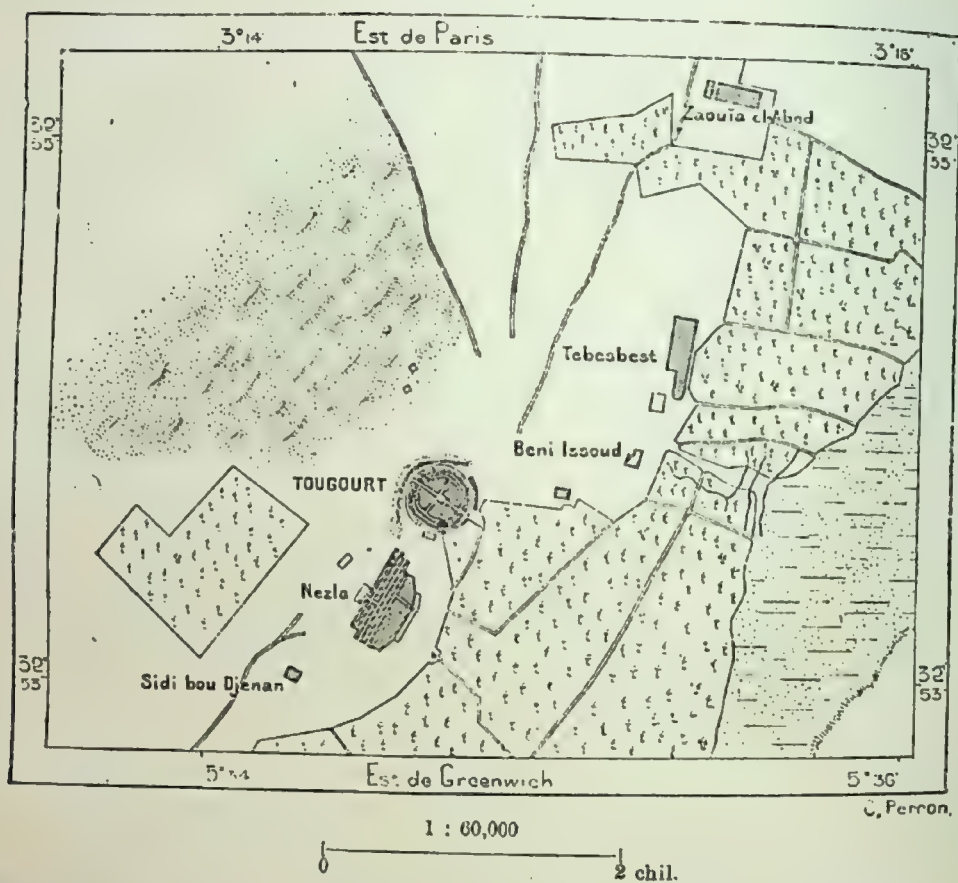 Est de Paris
3°14'
3°16'
32°
55'
32°
55'
Zaouïa el Abed
Tebesbest
Beni Issoud
TOUGOURT
Nezla
Sidi bou Djenan
32°
53'
32°
53'
5°54
5°36'
Est de Greenwich
C. Perron.
1 : 60,000
0
2 chil.